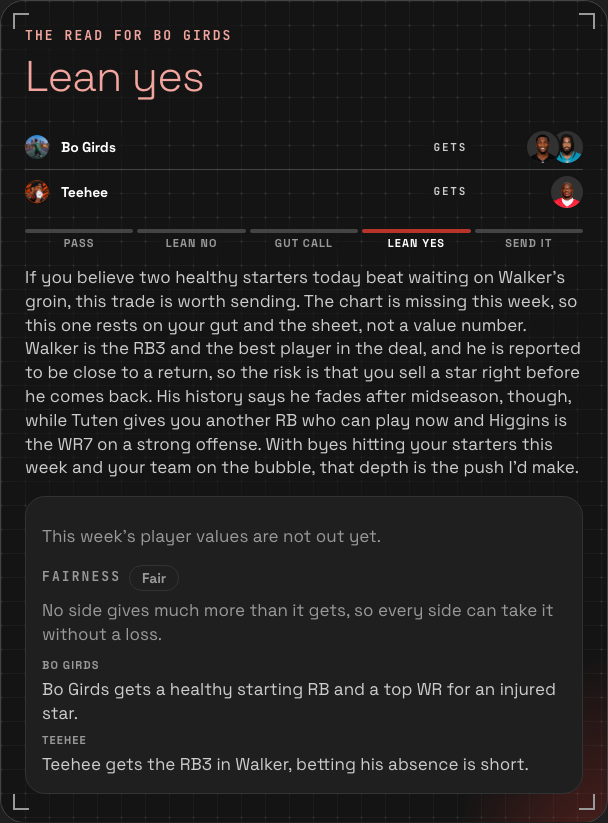 THE READ FOR BO GIRDS
Lean yes
Bo Girds GETS
Teehee GETS
PASS LEAN NO GUT CALL LEAN YES SEND IT
If you believe two healthy starters today beat waiting on Walker's
groin, this trade is worth sending. The chart is missing this week, so
this one rests on your gut and the sheet, not a value number.
Walker is the RB3 and the best player in the deal, and he is reported
to be close to a return, so the risk is that you sell a star right before
he comes back. His history says he fades after midseason, though,
while Tuten gives you another RB who can play now and Higgins is
the WR7 on a strong offense. With byes hitting your starters this
week and your team on the bubble, that depth is the push I'd make.
This week's player values are not out yet.
FAIRNESS Fair
No side gives much more than it gets, so every side can take it
without a loss.
BO GIRDS
Bo Girds gets a healthy starting RB and a top WR for an injured
star.
TEEHEE
Teehee gets the RB3 in Walker, betting his absence is short.